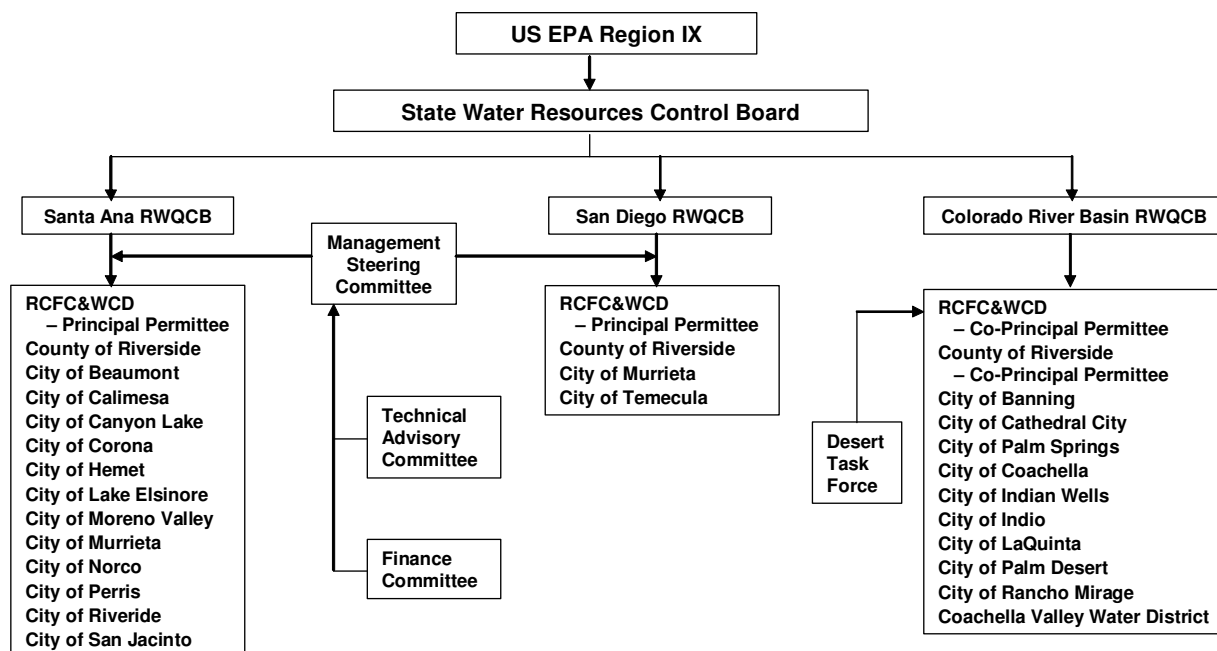 US EPA Region IX
State Water Resources Control Board
Santa Ana RWQCB
San Diego RWQCB
Colorado River Basin RWQCB
Management
Steering
Committee
RCFC&WCD
– Principal Permittee
County of Riverside
City of Beaumont
City of Calimesa
City of Canyon Lake
City of Corona
City of Hemet
City of Lake Elsinore
City of Moreno Valley
City of Murrieta
City of Norco
City of Perris
City of Riveride
City of San Jacinto
Technical
Advisory
Committee
Finance
Committee
RCFC&WCD
– Principal Permittee
County of Riverside
City of Murrieta
City of Temecula
Desert
Task
Force
RCFC&WCD
– Co-Principal Permittee
County of Riverside
– Co-Principal Permittee
City of Banning
City of Cathedral City
City of Palm Springs
City of Coachella
City of Indian Wells
City of Indio
City of LaQuinta
City of Palm Desert
City of Rancho Mirage
Coachella Valley Water District